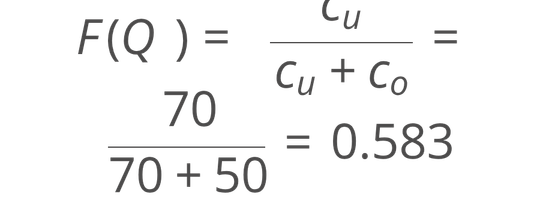 F(Q ) = c_u / (c_u + c_o) =
70 / (70 + 50) = 0.583